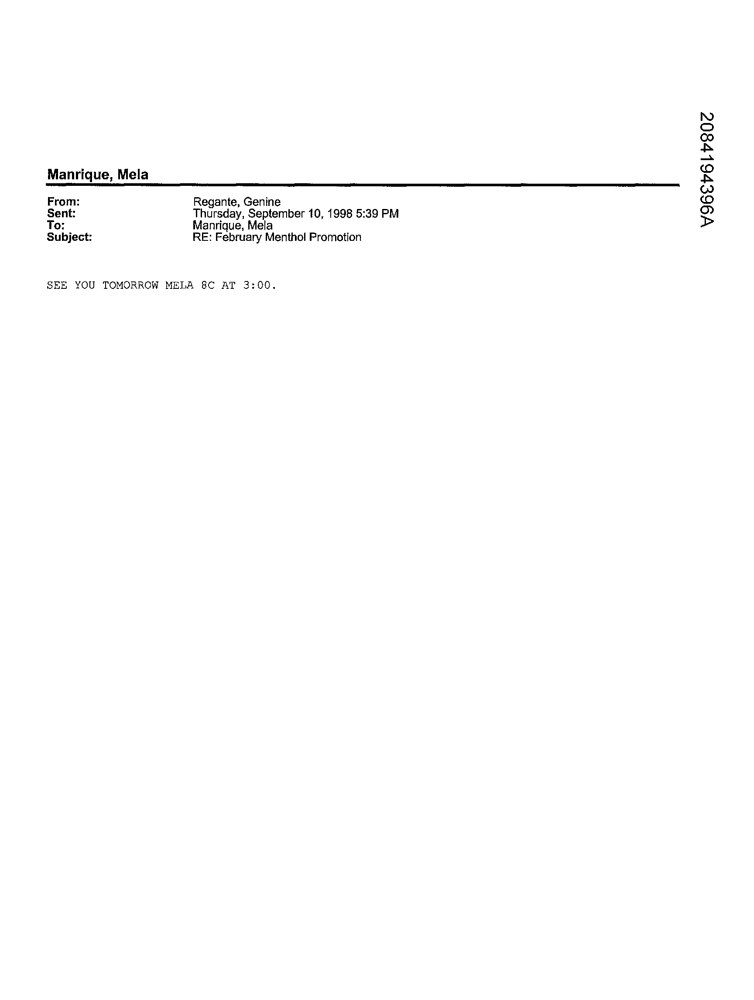 Manrique, Mela
From: Regante, Genine
Sent: Thursday, September 10, 1998 5:39 PM
To: Manrique, Mela
Subject: RE: February Menthol Promotion
SEE YOU TOMORROW MELA 8C AT 3:00.
2084194396A